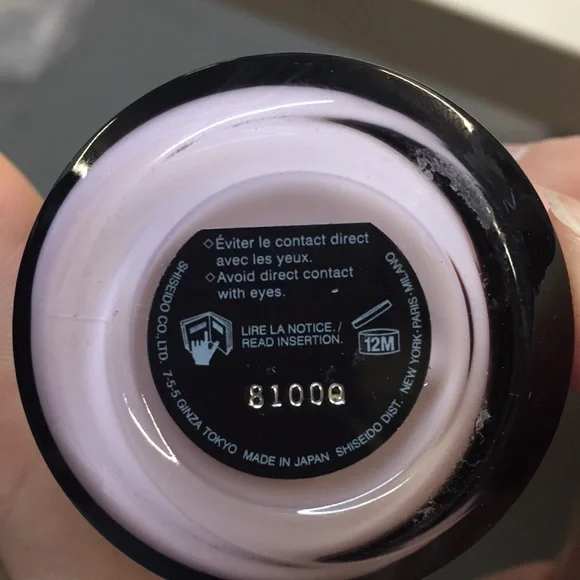 ◇Éviter le contact direct
avec les yeux.
◇Avoid direct contact
with eyes.
LIRE LA NOTICE./
READ INSERTION.
12M
8100Q
SHISEIDO CO.,LTD. 7-5-5 GINZA TOKYO MADE IN JAPAN SHISEIDO DIST. NEW YORK·PARIS·MILANO